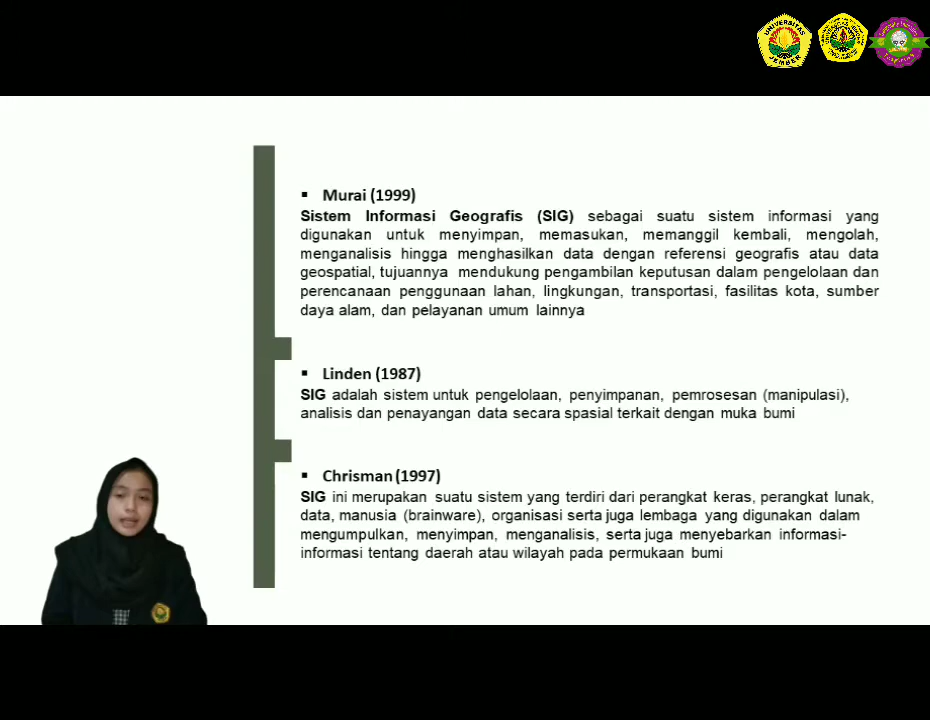 UNIVERSITAS
JEMBER
Murai (1999)
Sistem Informasi Geografis (SIG) sebagai suatu sistem informasi yang
digunakan untuk menyimpan, memasukan, memanggil kembali, mengolah,
menganalisis hingga menghasilkan data dengan referensi geografis atau data
geospatial, tujuannya mendukung pengambilan keputusan dalam pengelolaan dan
perencanaan penggunaan lahan, lingkungan, transportasi, fasilitas kota, sumber
daya alam, dan pelayanan umum lainnya
Linden (1987)
SIG adalah sistem untuk pengelolaan, penyimpanan, pemrosesan (manipulasi),
analisis dan penayangan data secara spasial terkait dengan muka bumi
Chrisman (1997)
SIG ini merupakan suatu sistem yang terdiri dari perangkat keras, perangkat lunak,
data, manusia (brainware), organisasi serta juga lembaga yang digunakan dalam
mengumpulkan, menyimpan, menganalisis, serta juga menyebarkan informasi-
informasi tentang daerah atau wilayah pada permukaan bumi